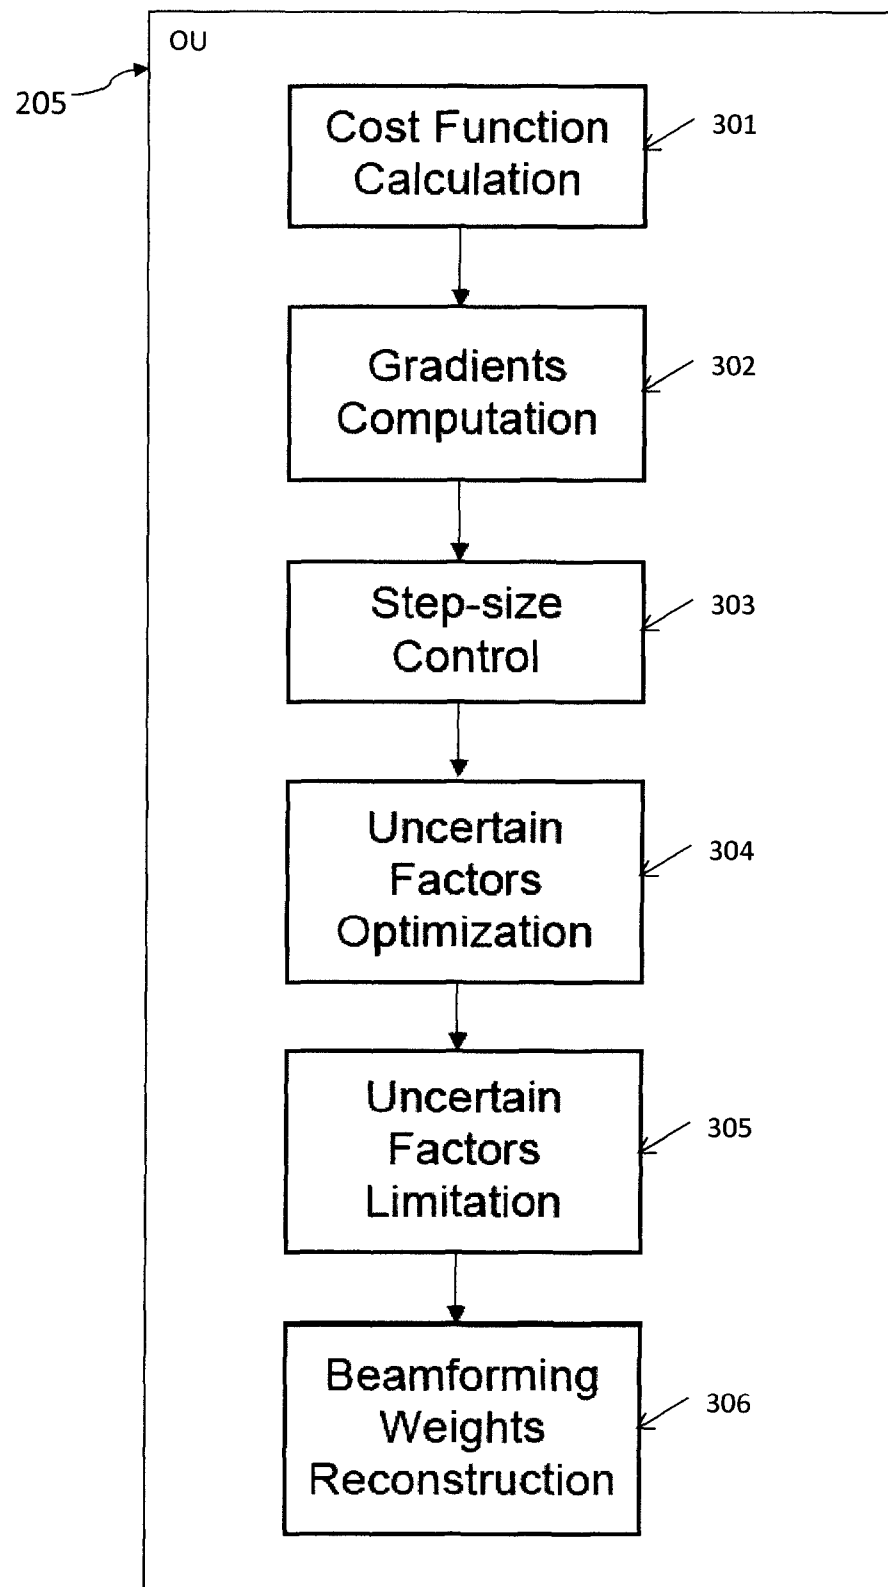 OU
205
Cost Function
Calculation
301
Gradients
Computation
302
Step-size
Control
303
Uncertain
Factors
Optimization
304
Uncertain
Factors
Limitation
305
Beamforming
Weights
Reconstruction
306